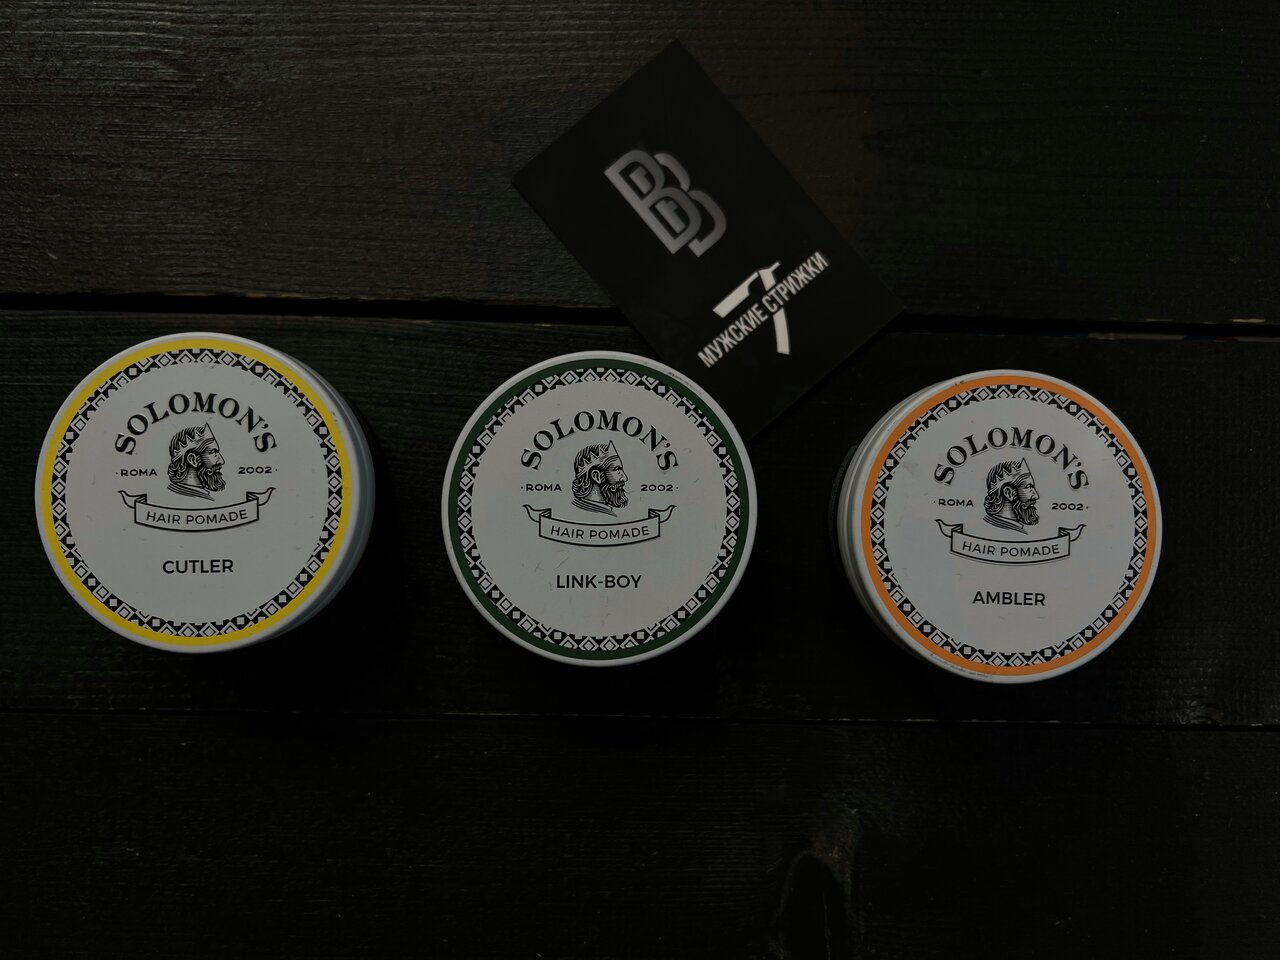 BB
МУЖСКИЕ СТРИЖКИ
SOLOMON'S
·ROMA 2002·
HAIR POMADE
CUTLER
SOLOMON'S
·ROMA 2002·
HAIR POMADE
LINK-BOY
SOLOMON'S
·ROMA 2002·
HAIR POMADE
AMBLER